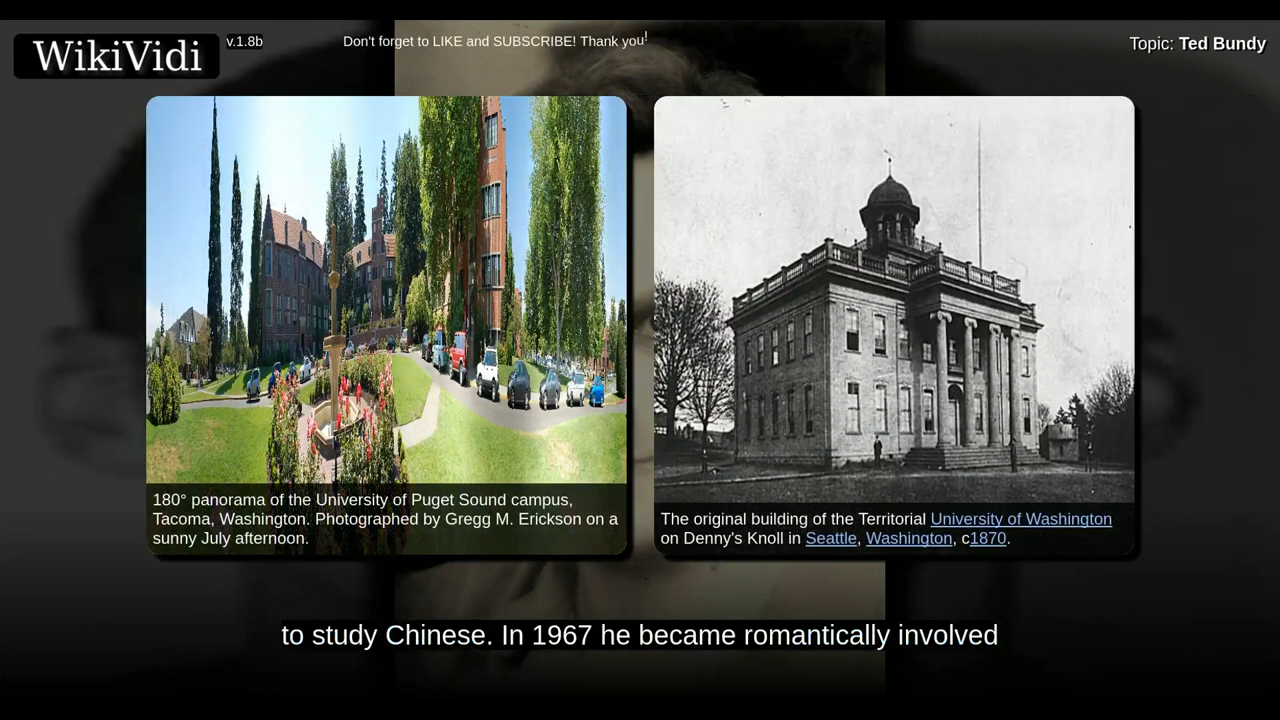 WikiVidi
v.1.8b
Don't forget to LIKE and SUBSCRIBE! Thank you!
Topic: Ted Bundy
180° panorama of the University of Puget Sound campus,
Tacoma, Washington. Photographed by Gregg M. Erickson on a
sunny July afternoon.
The original building of the Territorial University of Washington
on Denny's Knoll in Seattle, Washington, c1870.
to study Chinese. In 1967 he became romantically involved